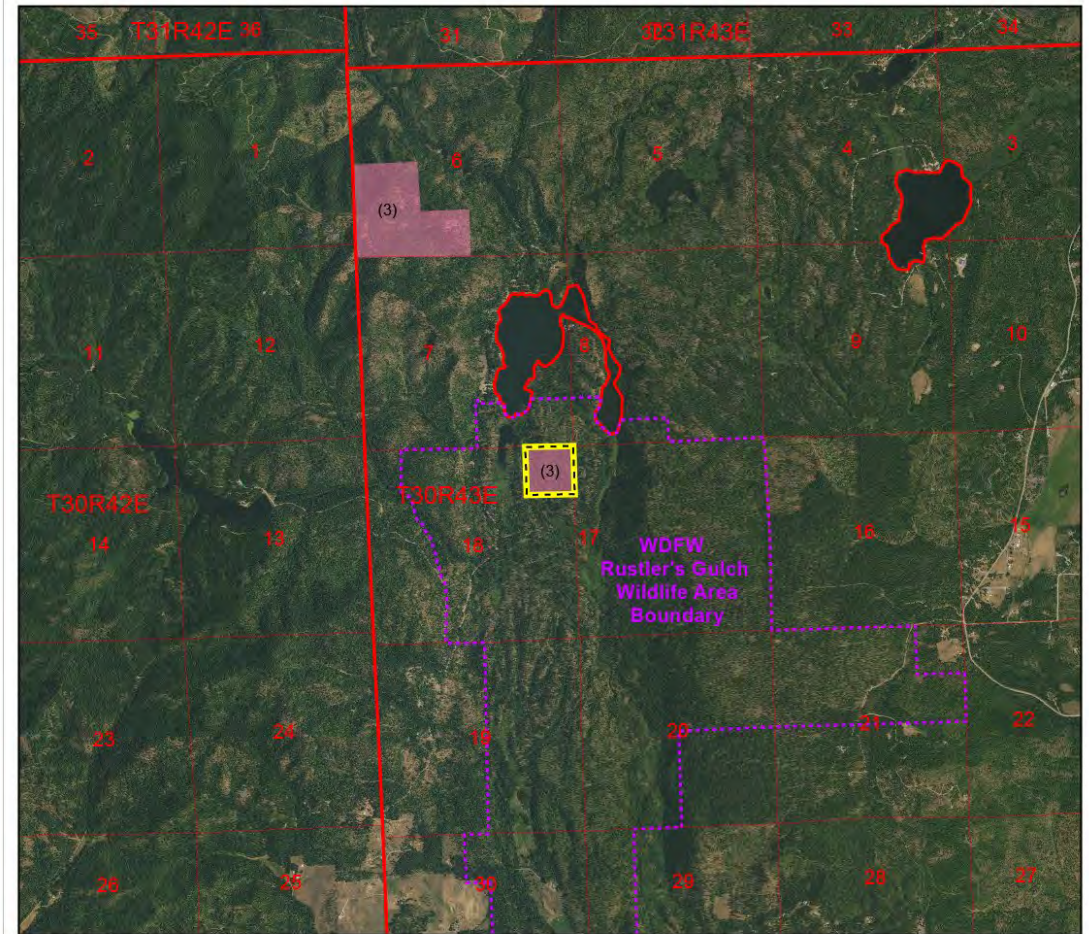 35 T31R42E 36 31 32 T31R43E 33 34
2 1 6 5 4 3
(3)
11 12 7 8 9 10
(3)
T30R42E T30R43E
14 13 18 17 16 15
WDFW
Rustler's Gulch
Wildlife Area
Boundary
23 24 19 20 21 22
26 25 30 29 28 27